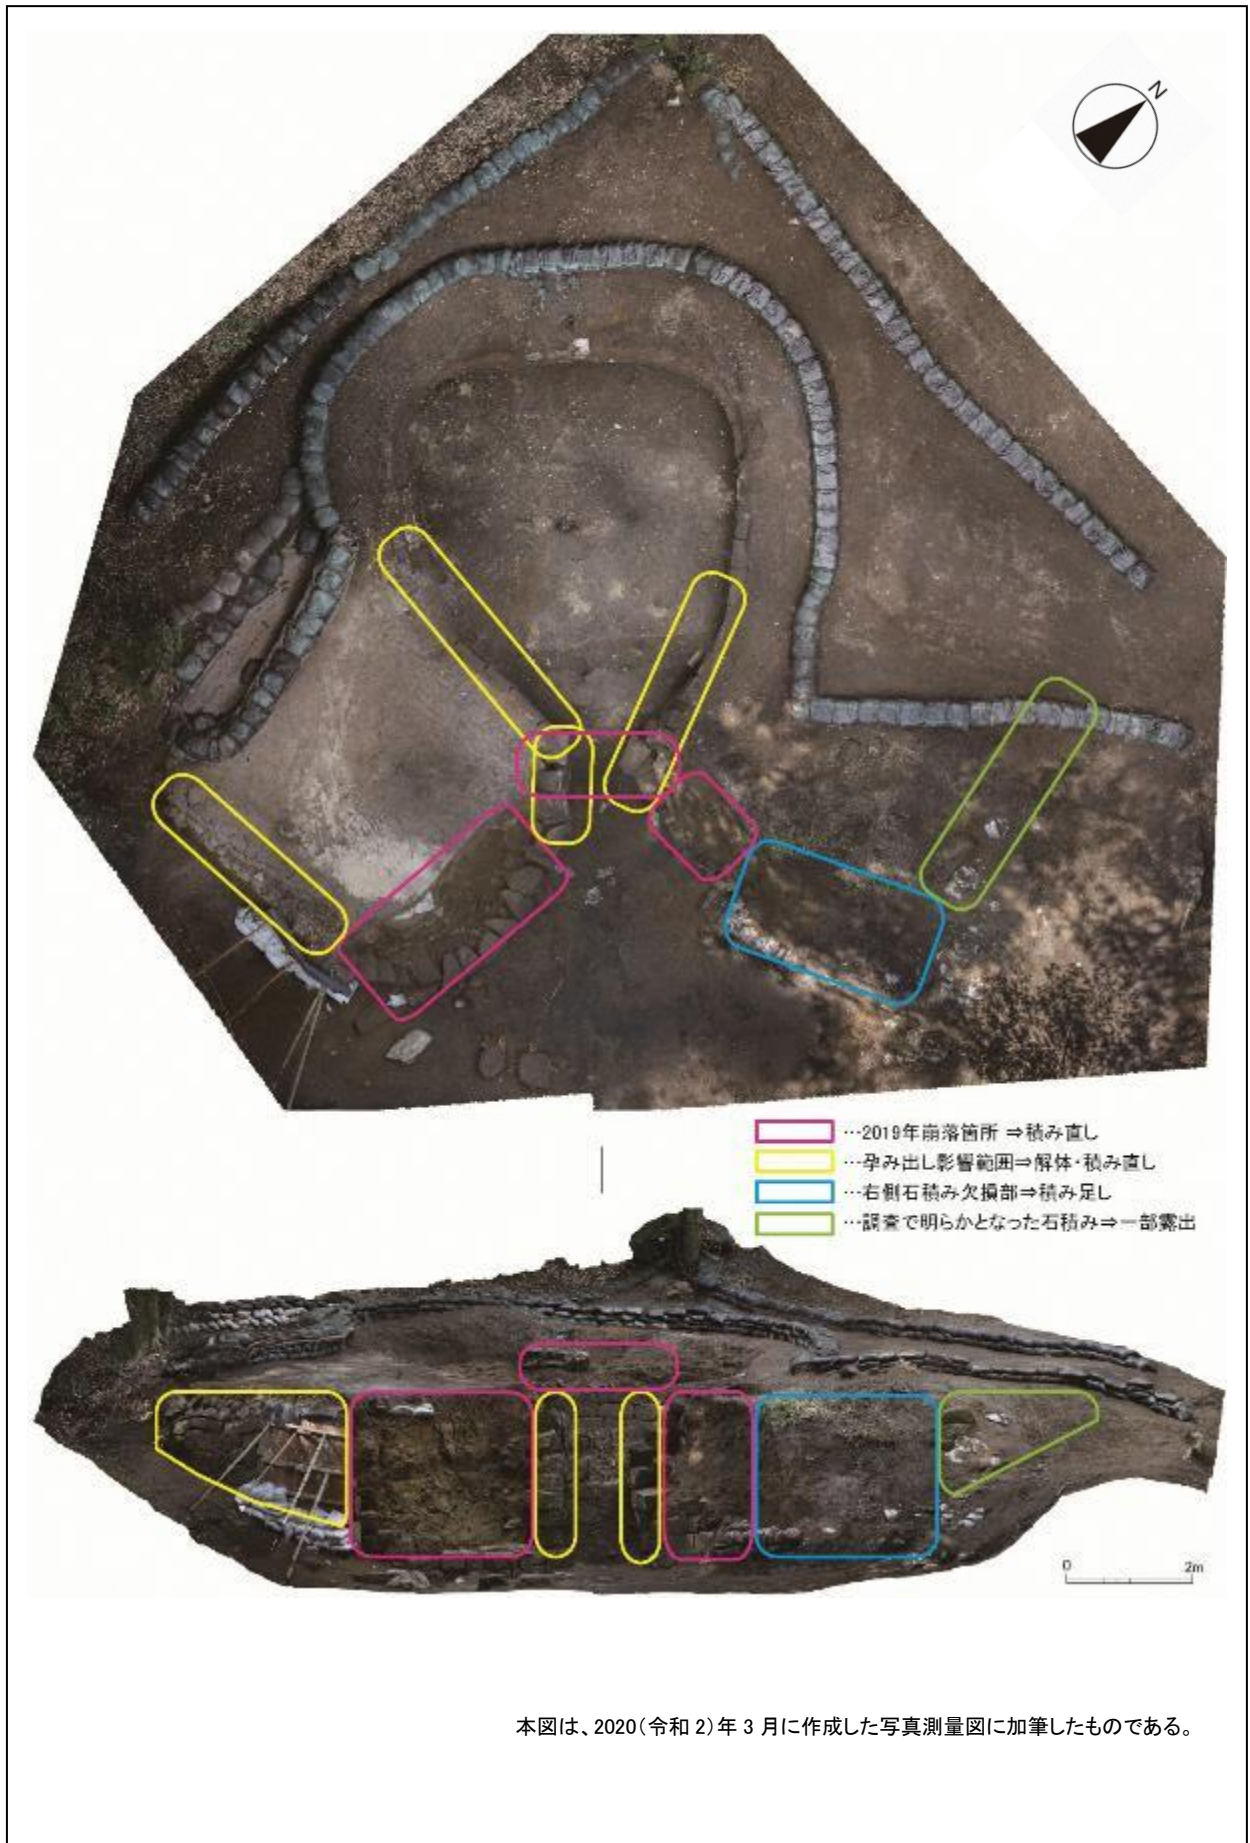 N
…2019年崩落箇所 ⇒積み直し
…孕み出し影響範囲⇒解体・積み直し
…右側石積み欠損部⇒積み足し
…調査で明らかとなった石積み⇒一部露出
0 2m
本図は、2020(令和 2)年 3 月に作成した写真測量図に加筆したものである。